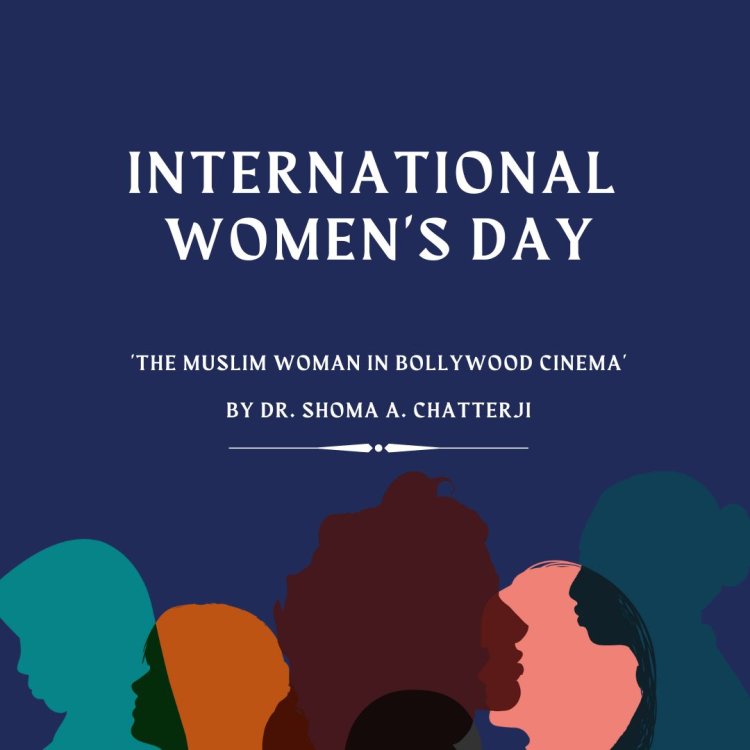 INTERNATIONAL
WOMEN'S DAY
'THE MUSLIM WOMAN IN BOLLYWOOD CINEMA'
BY DR. SHOMA A. CHATTERJI